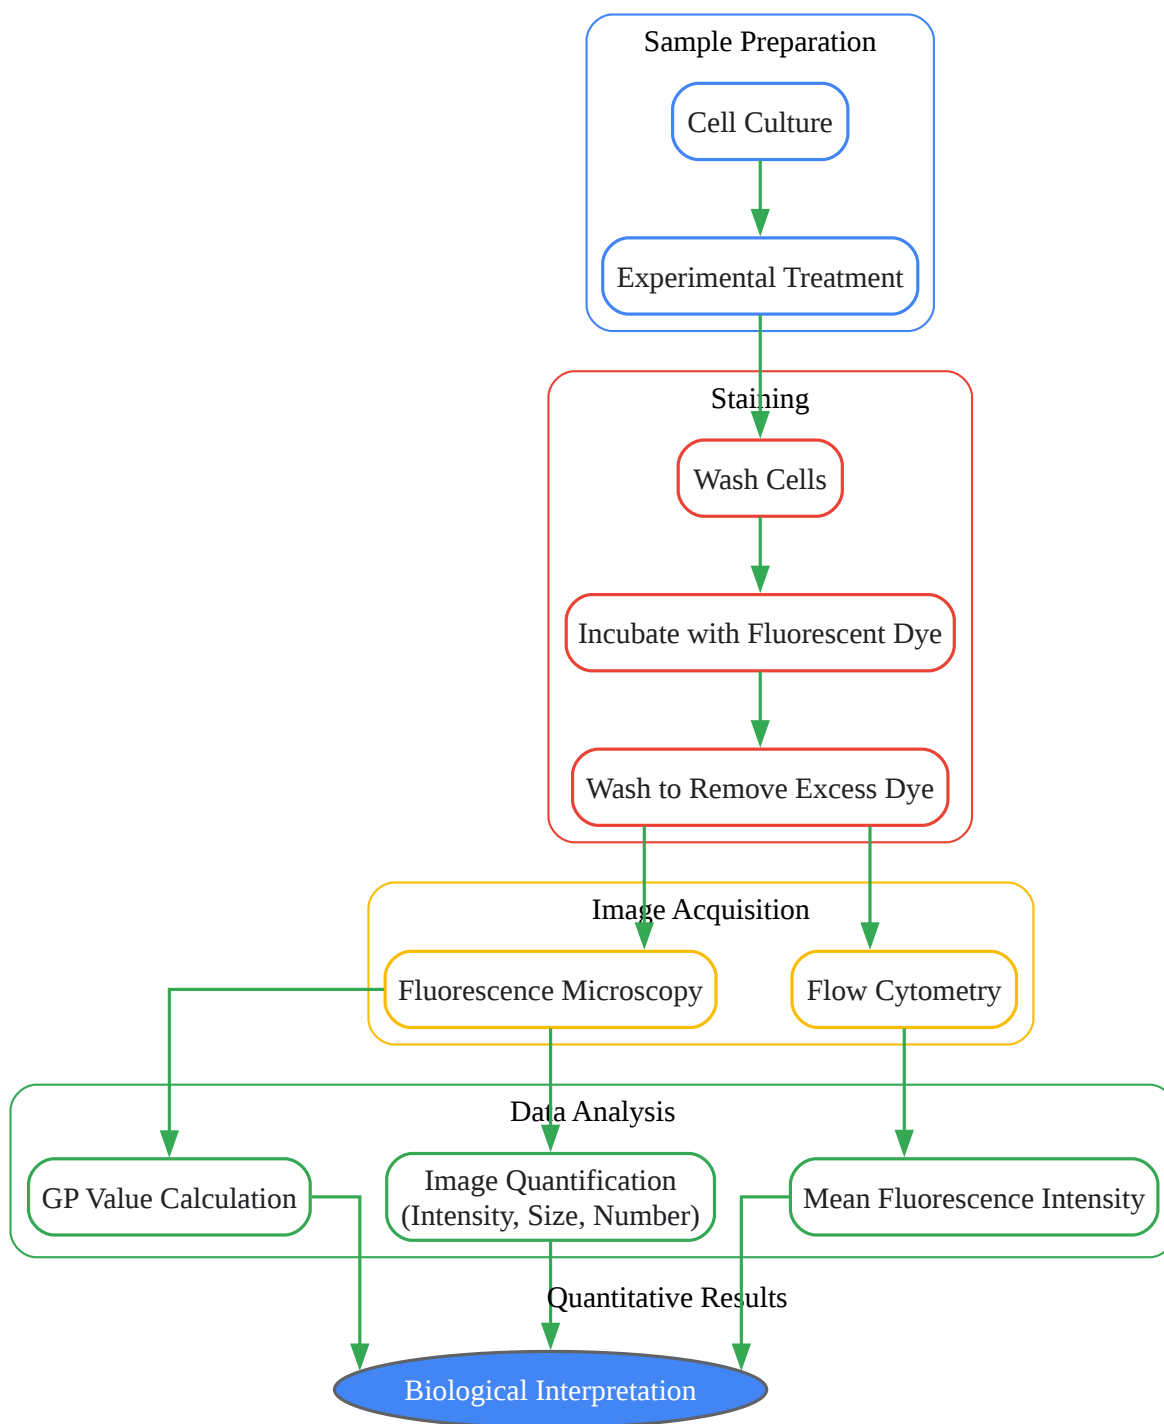 Sample Preparation
Cell Culture
Experimental Treatment
Staining
Wash Cells
Incubate with Fluorescent Dye
Wash to Remove Excess Dye
Image Acquisition
Fluorescence Microscopy
Flow Cytometry
Data Analysis
GP Value Calculation
Image Quantification
(Intensity, Size, Number)
Mean Fluorescence Intensity
Quantitative Results
Biological Interpretation